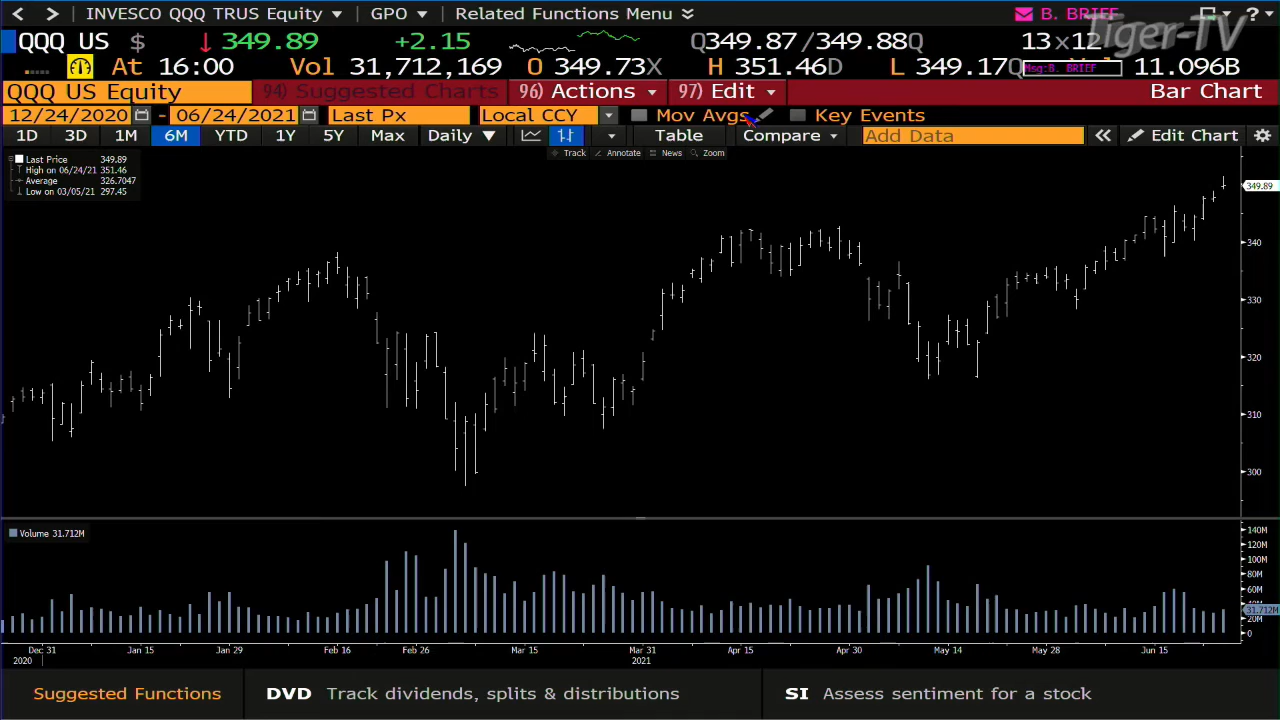 < > INVESCO QQQ TRUS Equity GPO Related Functions Menu B. BRIEF ?
Tiger-TV
QQQ US $ ↓ 349.89 +2.15 Q349.87/349.88Q 13x12
At 16:00 Vol 31,712,169 O 349.73X H 351.46D L 349.17Q 11.096B
Msg:B. BRIEF
QQQ US Equity 94) Suggested Charts 96) Actions 97) Edit Bar Chart
12/24/2020 - 06/24/2021 Last Px Local CCY Mov Avgs Key Events
1D 3D 1M 6M YTD 1Y 5Y Max Daily ▼ Table Compare Add Data « Edit Chart
Track Annotate News Zoom
Last Price 349.89
High on 06/24/21 351.46
Average 326.7047
Low on 03/05/21 297.45
349.89
340
330
320
310
300
Volume 31.712M
140M
120M
100M
80M
60M
31.712M
20M
0
Dec 31 Jan 15 Jan 29 Feb 16 Feb 26 Mar 15 Mar 31 Apr 15 Apr 30 May 14 May 28 Jun 15
2020 2021
Suggested Functions DVD Track dividends, splits & distributions SI Assess sentiment for a stock